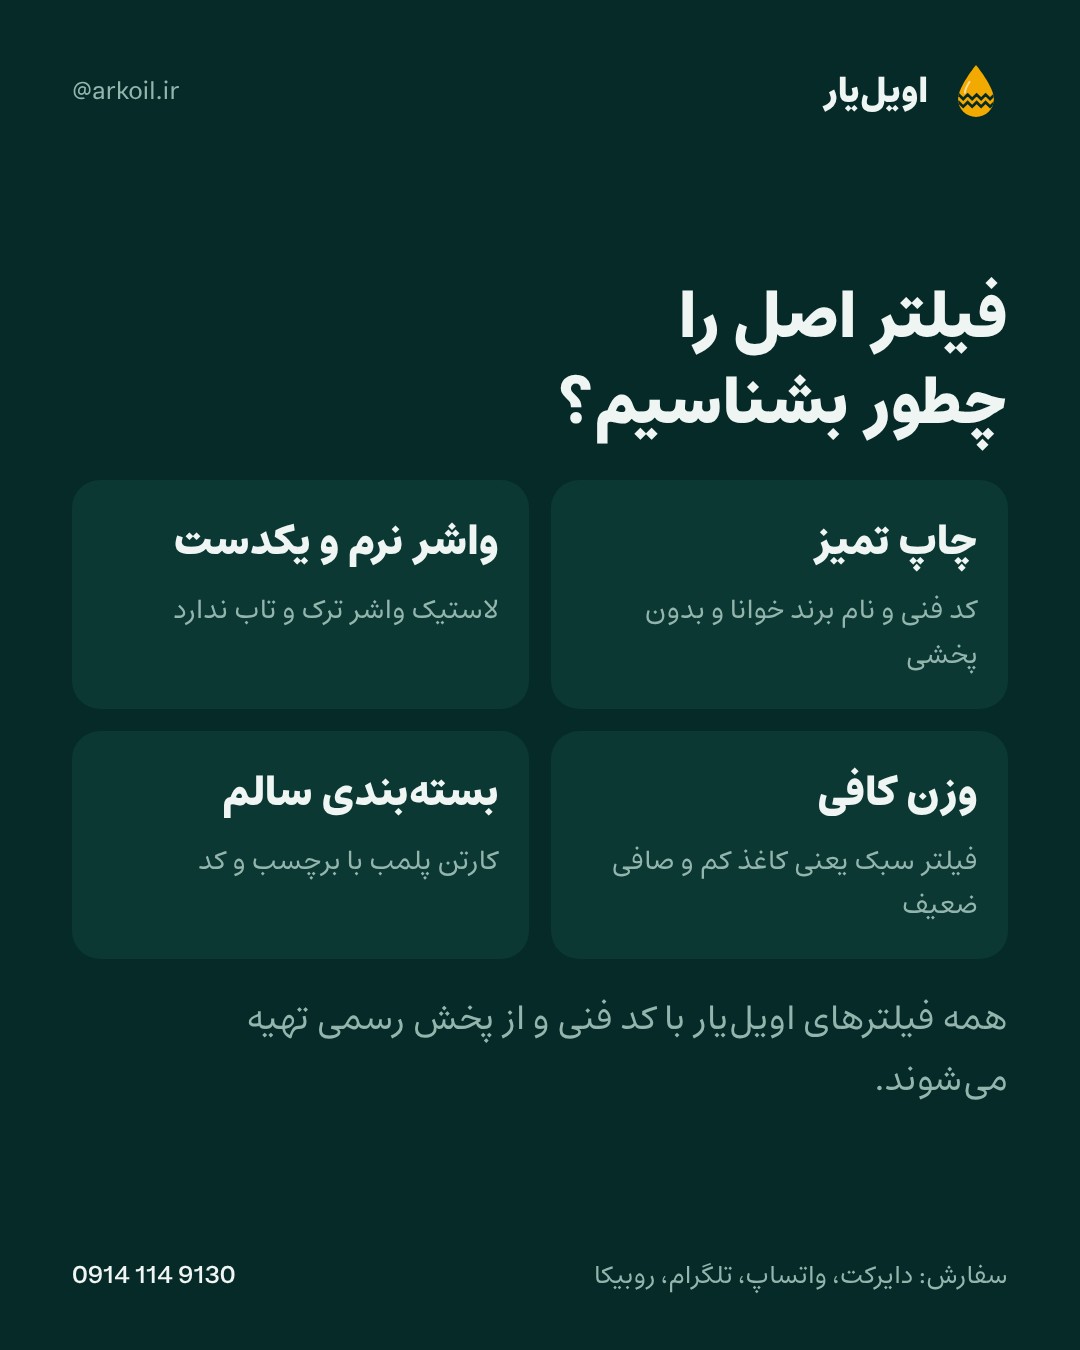 اویل‌یار
@arkoil.ir
فیلتر اصل را
چطور بشناسیم؟
چاپ تمیز
کد فنی و نام برند خوانا و بدون
پخشی
واشر نرم و یکدست
لاستیک واشر ترک و تاب ندارد
وزن کافی
فیلتر سبک یعنی کاغذ کم و صافی
ضعیف
بسته‌بندی سالم
کارتن پلمب با برچسب و کد
همه فیلترهای اویل‌یار با کد فنی و از پخش رسمی تهیه
می‌شوند.
سفارش: دایرکت، واتساپ، تلگرام، روبیکا
0914 114 9130